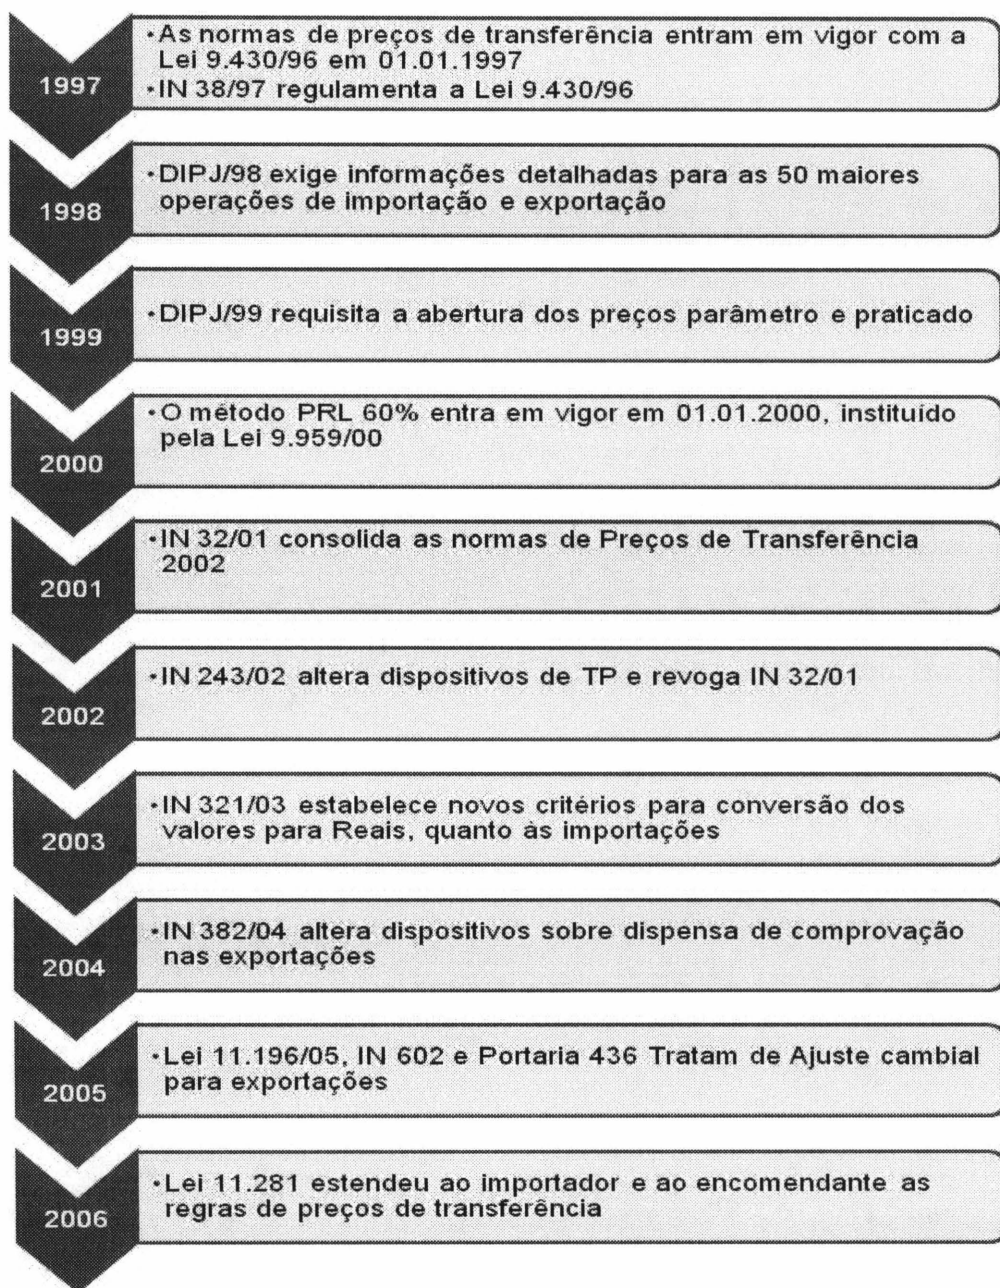 1997
·As normas de preços de transferência entram em vigor com a
Lei 9.430/96 em 01.01.1997
·IN 38/97 regulamenta a Lei 9.430/96
1998
·DIPJ/98 exige informações detalhadas para as 50 maiores
operações de importação e exportação
1999
·DIPJ/99 requisita a abertura dos preços parâmetro e praticado
2000
·O método PRL 60% entra em vigor em 01.01.2000, instituído
pela Lei 9.959/00
2001
·IN 32/01 consolida as normas de Preços de Transferência
2002
2002
·IN 243/02 altera dispositivos de TP e revoga IN 32/01
2003
·IN 321/03 estabelece novos critérios para conversão dos
valores para Reais, quanto às importações
2004
·IN 382/04 altera dispositivos sobre dispensa de comprovação
nas exportações
2005
·Lei 11.196/05, IN 602 e Portaria 436 Tratam de Ajuste cambial
para exportações
2006
·Lei 11.281 estendeu ao importador e ao encomendante as
regras de preços de transferência